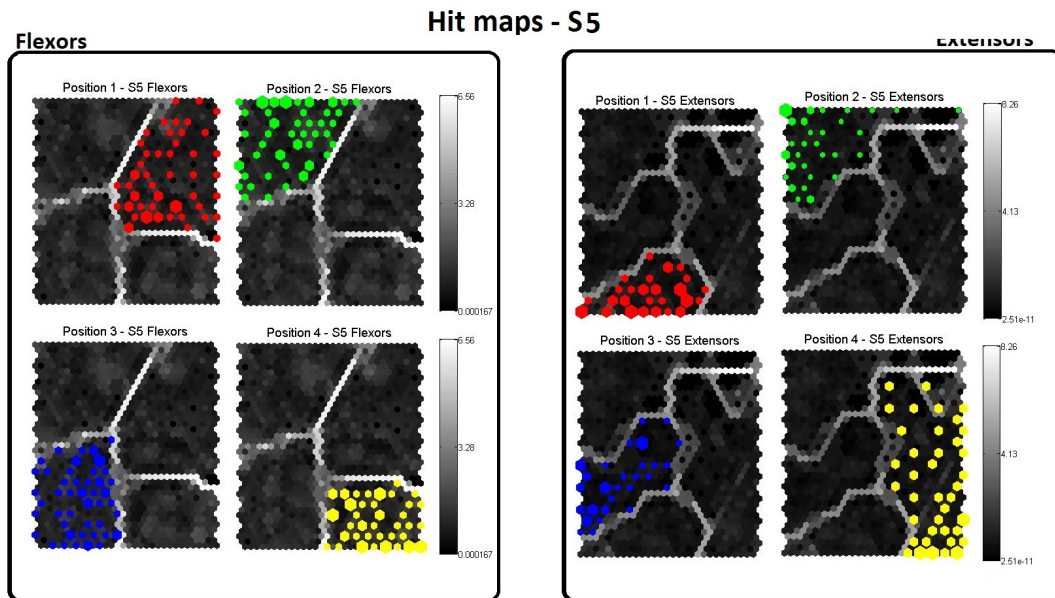 Hit maps - S5
Flexors
Extensors
Position 1 - S5 Flexors
Position 2 - S5 Flexors
6.56
3.28
0.000167
Position 3 - S5 Flexors
Position 4 - S5 Flexors
6.56
3.28
0.000167
Position 1 - S5 Extensors
Position 2 - S5 Extensors
8.26
4.13
2.51e-11
Position 3 - S5 Extensors
Position 4 - S5 Extensors
8.26
4.13
2.51e-11